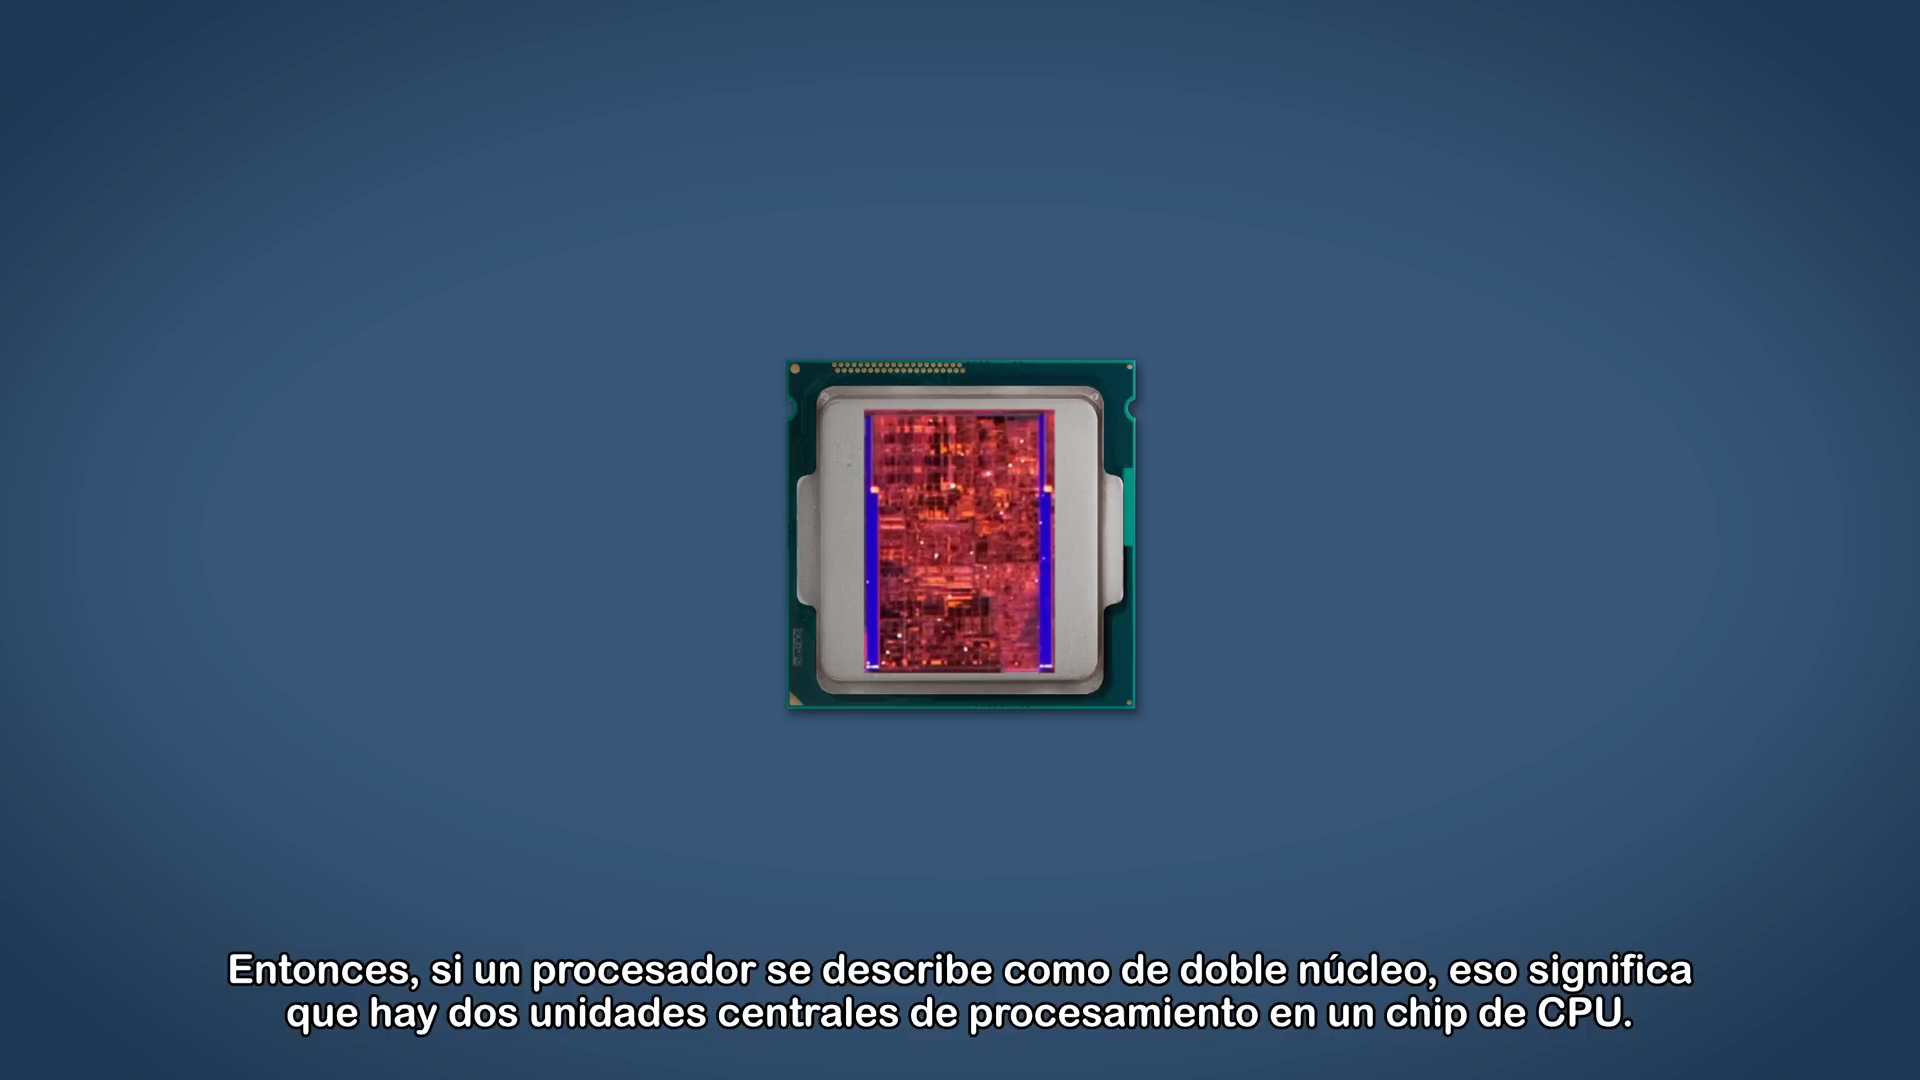 Entonces, si un procesador se describe como de doble núcleo, eso significa
que hay dos unidades centrales de procesamiento en un chip de CPU.